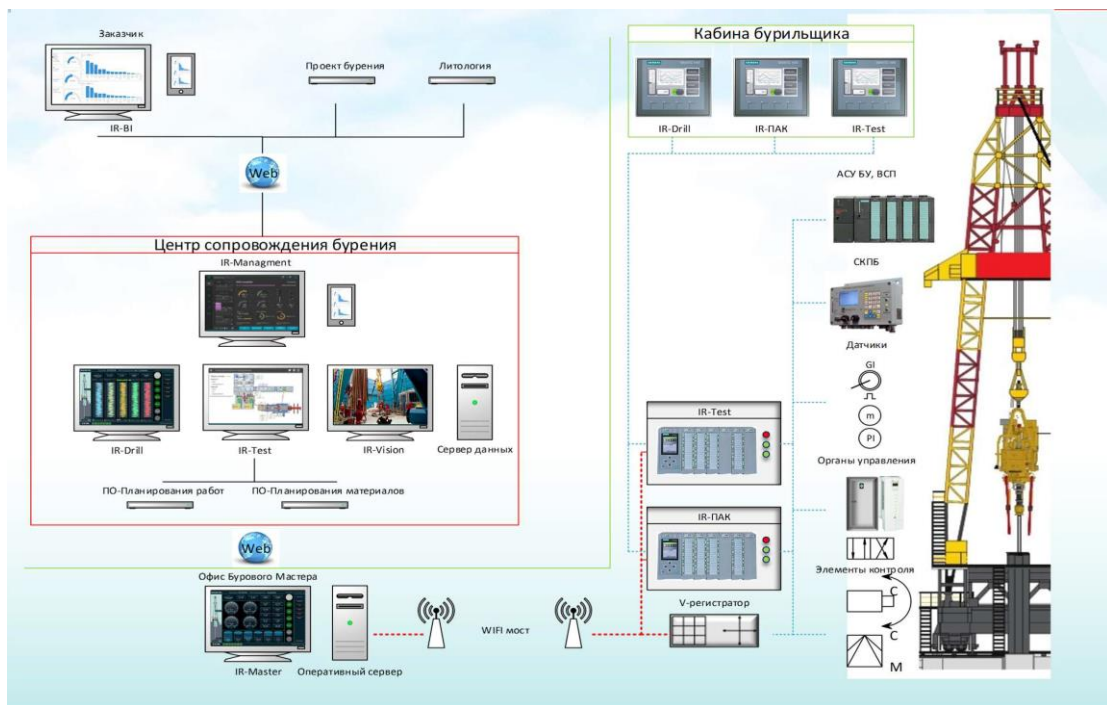 Заказчик
IR-BI
Проект бурения
Литология
Web
Центр сопровождения бурения
IR-Managment
IR-Drill
IR-Test
IR-Vision
Сервер данных
ПО-Планирования работ
ПО-Планирования материалов
Web
Офис Бурового Мастера
IR-Master
Оперативный сервер
WIFI мост
Кабина бурильщика
SIEMENS
SIEMENS
SIEMENS
IR-Drill
IR-ПАК
IR-Test
АСУ БУ, ВСП
СКПБ
Датчики
GI
m
PI
Органы управления
Элементы контроля
С
С
М
IR-Test
IR-ПАК
V-регистратор